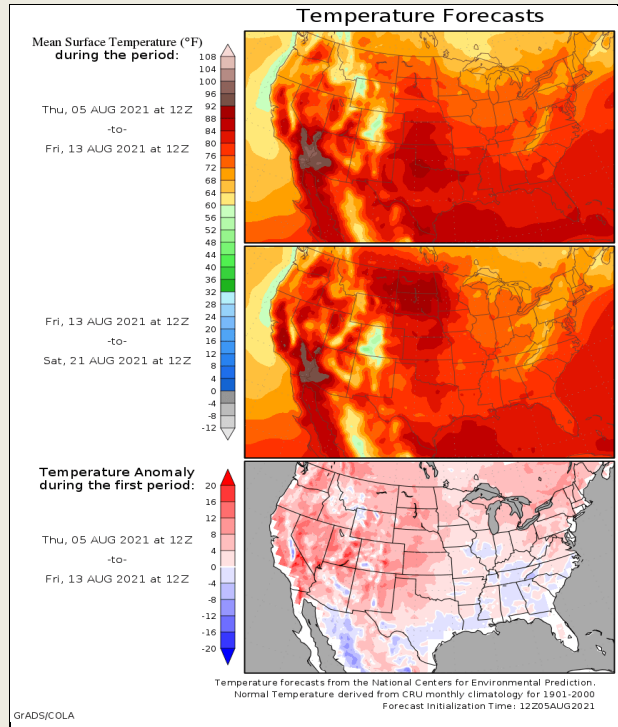 Temperature Forecasts
Mean Surface Temperature (°F)
during the period:
Thu, 05 AUG 2021 at 12Z
-to-
Fri, 13 AUG 2021 at 12Z
108
104
100
96
92
88
84
80
76
72
68
64
60
56
52
48
44
40
36
32
28
24
20
16
12
8
4
0
-4
-8
-12
Fri, 13 AUG 2021 at 12Z
-to-
Sat, 21 AUG 2021 at 12Z
Temperature Anomaly
during the first period:
Thu, 05 AUG 2021 at 12Z
-to-
Fri, 13 AUG 2021 at 12Z
20
16
12
8
4
0
-4
-8
-12
-16
-20
Temperature forecasts from the National Centers for Environmental Prediction.
Normal Temperature derived from CRU monthly climatology for 1901-2000
Forecast Initialization Time: 12Z05AUG2021
GrADS/COLA